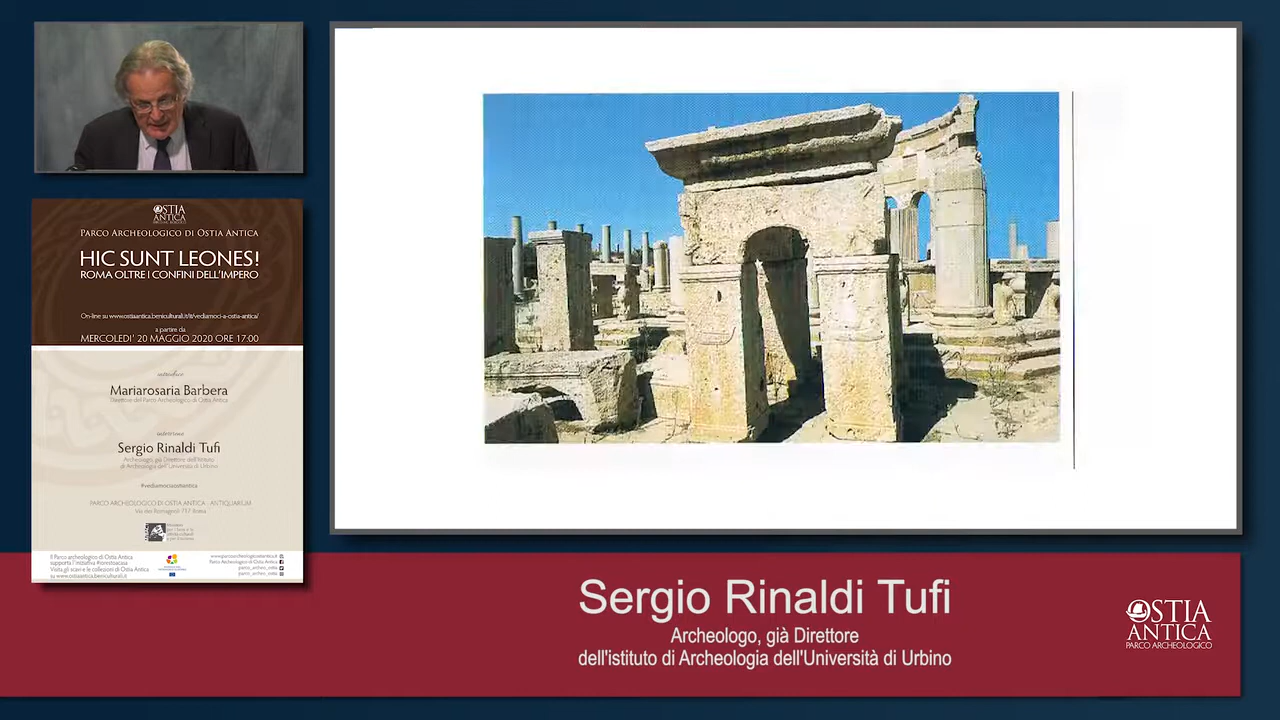 OSTIA
ANTICA
PARCO ARCHEOLOGICO DI OSTIA ANTICA
HIC SUNT LEONES!
ROMA OLTRE I CONFINI DELL'IMPERO
On-line su www.ostiaantica.beniculturali.it/it/vediamoci-a-ostia-antica/
a partire da
MERCOLEDI' 20 MAGGIO 2020 ORE 17:00
introduce
Mariarosaria Barbera
Direttore del Parco Archeologico di Ostia Antica
interviene
Sergio Rinaldi Tufi
Archeologo, già Direttore dell'Istituto
di Archeologia dell'Università di Urbino
#vediamociaostiantica
PARCO ARCHEOLOGICO DI OSTIA ANTICA - ANTIQUARIUM
Via dei Romagnoli 717 Roma
Il Parco archeologico di Ostia Antica
supporta l'iniziativa #iorestoacasa
Visita gli scavi e le collezioni di Ostia Antica
su www.ostiaantica.beniculturali.it
www.parcoarcheologicostiantica.it
Parco Archeologico di Ostia Antica
parco_archeo_ostia
parco_archeo_ostia
Sergio Rinaldi Tufi
Archeologo, già Direttore
dell'istituto di Archeologia dell'Università di Urbino
OSTIA
ANTICA
PARCO ARCHEOLOGICO